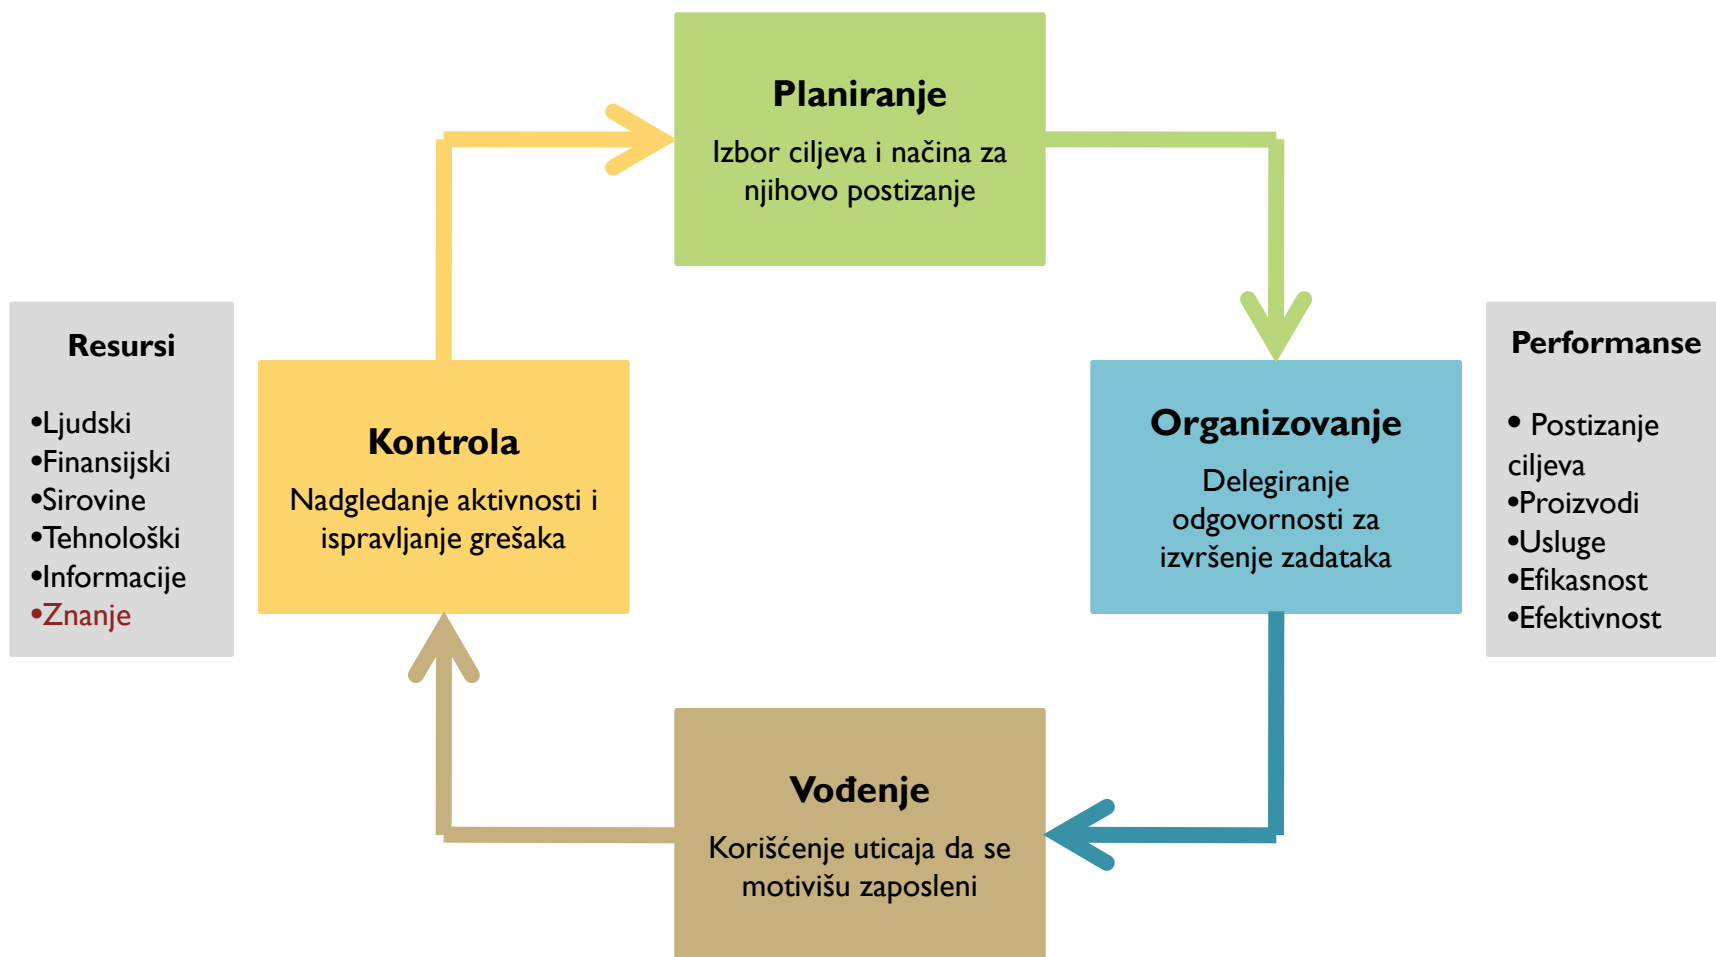 Planiranje
Izbor ciljeva i načina za
njihovo postizanje
Resursi
•Ljudski
•Finansijski
•Sirovine
•Tehnološki
•Informacije
•Znanje
Kontrola
Nadgledanje aktivnosti i
ispravljanje grešaka
Organizovanje
Delegiranje
odgovornosti za
izvršenje zadataka
Performanse
• Postizanje
ciljeva
•Proizvodi
•Usluge
•Efikasnost
•Efektivnost
Vođenje
Korišćenje uticaja da se
motivišu zaposleni